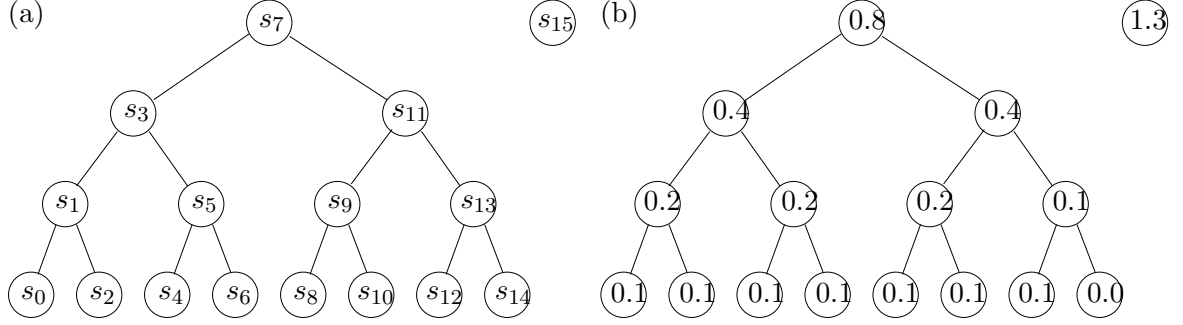 (a) s7 s15 (b) 0.8 1.3
s3 s11 0.4 0.4
s1 s5 s9 s13 0.2 0.2 0.2 0.1
s0 s2 s4 s6 s8 s10 s12 s14 0.1 0.1 0.1 0.1 0.1 0.1 0.1 0.0